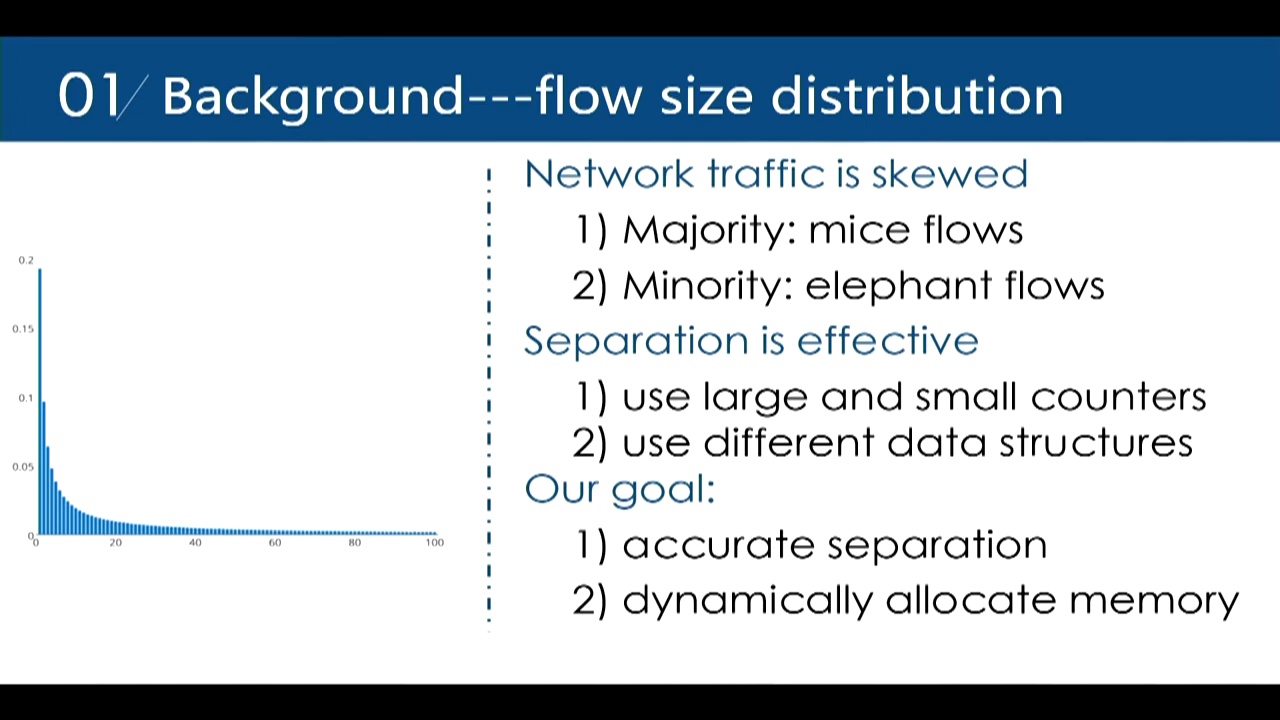 01/ Background---flow size distribution
0.2
0.15
0.1
0.05
0
0 20 40 60 80 100
Network traffic is skewed
1) Majority: mice flows
2) Minority: elephant flows
Separation is effective
1) use large and small counters
2) use different data structures
Our goal:
1) accurate separation
2) dynamically allocate memory